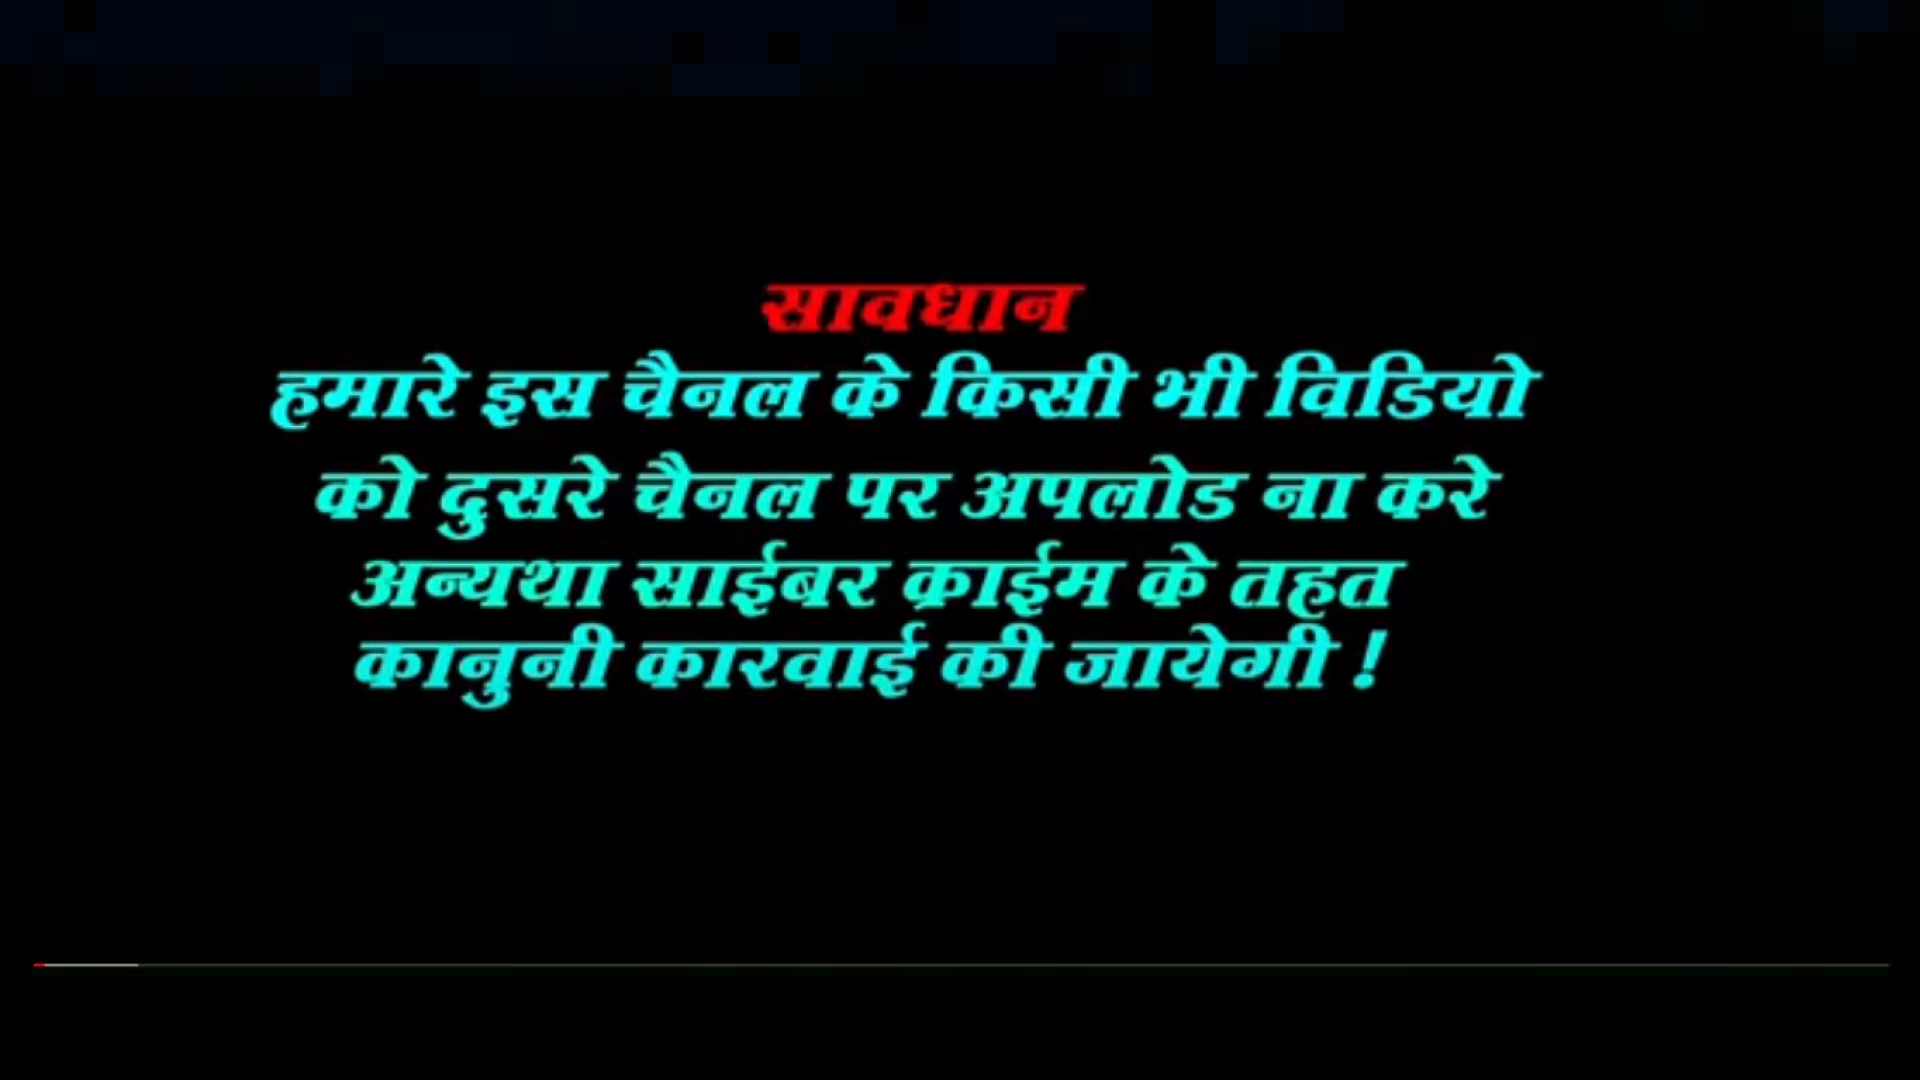 सावधान
हमारे इस चैनल के किसी भी विडियो
को दुसरे चैनल पर अपलोड ना करे
अन्यथा साईबर क्राईम के तहत
कानुनी कारवाई की जायेगी !